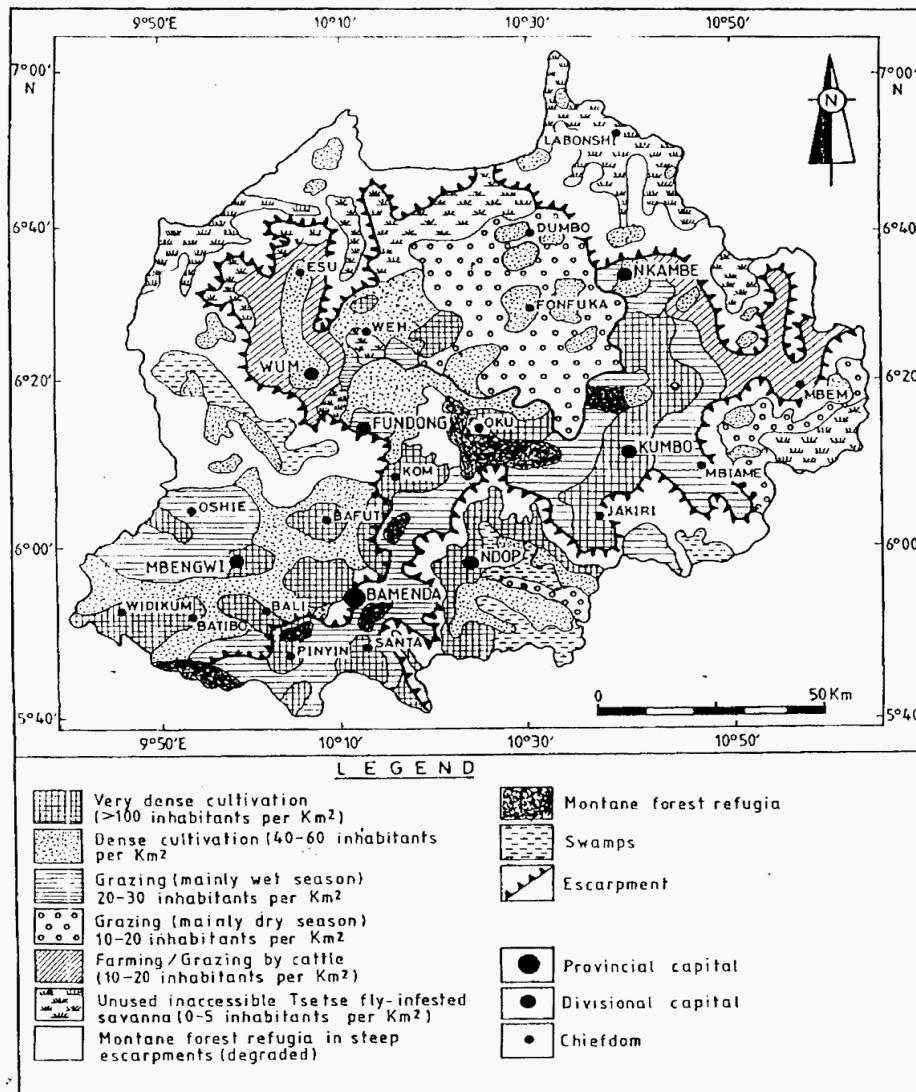 9°50'E 10°10' 10°30' 10°50'
7°00' N
7°00' N
N
LABONSHI
6°40'
6°40'
DUMBO
ESU
NKAMBE
FONFUKA
WEH
WUM
6°20'
6°20'
MBEM
FUNDONG
OKU
KUMBO
KOM
MBIAME
OSHIE
BAFUT
JAKIRI
6°00'
6°00'
MBENGWI
NDOP
BAMENDA
WIDIKUM
BATIBO
BALI
PINYIN
SANTA
0 50 Km
5°40'
5°40'
9°50'E 10°10' 10°30' 10°50'
LEGEND
Very dense cultivation
(>100 inhabitants per Km²)
Dense cultivation (40-60 inhabitants
per Km²
Grazing (mainly wet season)
20-30 inhabitants per Km²
Grazing (mainly dry season)
10-20 inhabitants per Km²
Farming/Grazing by cattle
(10-20 inhabitants per Km²)
Unused inaccessible Tsetse fly-infested
savanna (0-5 inhabitants per Km²)
Montane forest refugia in steep
escarpments (degraded)
Montane forest refugia
Swamps
Escarpment
Provincial capital
Divisional capital
Chiefdom